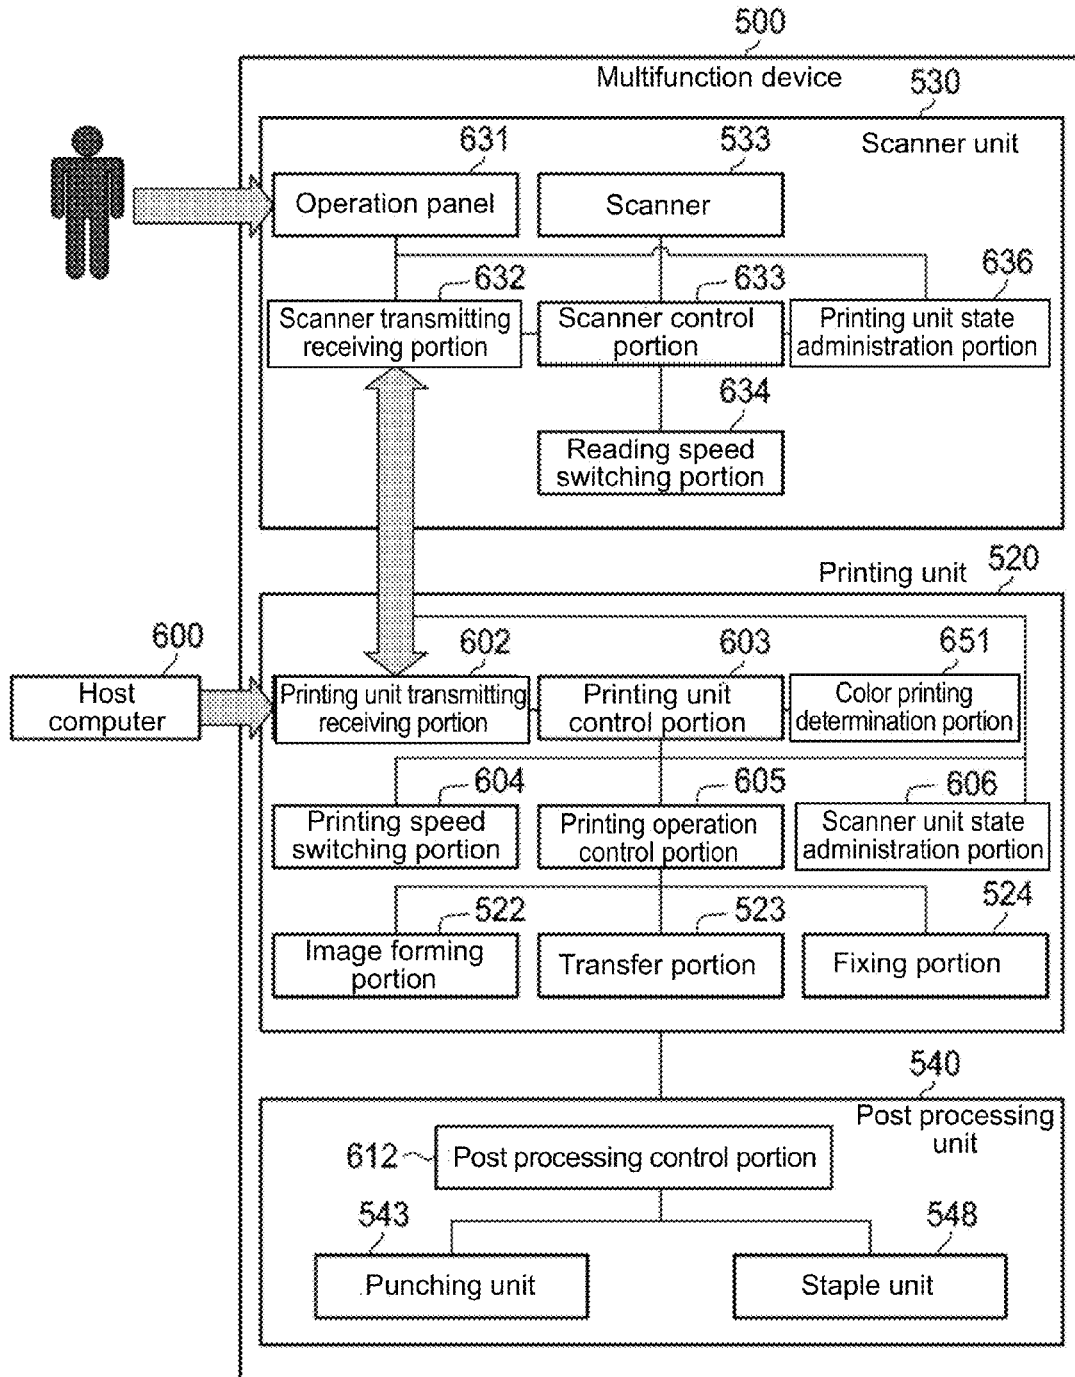 500
Multifunction device
530
Scanner unit
631
533
Operation panel
Scanner
632
633
636
Scanner transmitting
receiving portion
Scanner control
portion
Printing unit state
administration portion
634
Reading speed
switching portion
520
Printing unit
600
602
603
651
Host
computer
Printing unit transmitting
receiving portion
Printing unit
control portion
Color printing
determination portion
604
605
606
Printing speed
switching portion
Printing operation
control portion
Scanner unit state
administration portion
522
523
524
Image forming
portion
Transfer portion
Fixing portion
540
Post processing
unit
612
Post processing control portion
543
548
Punching unit
Staple unit